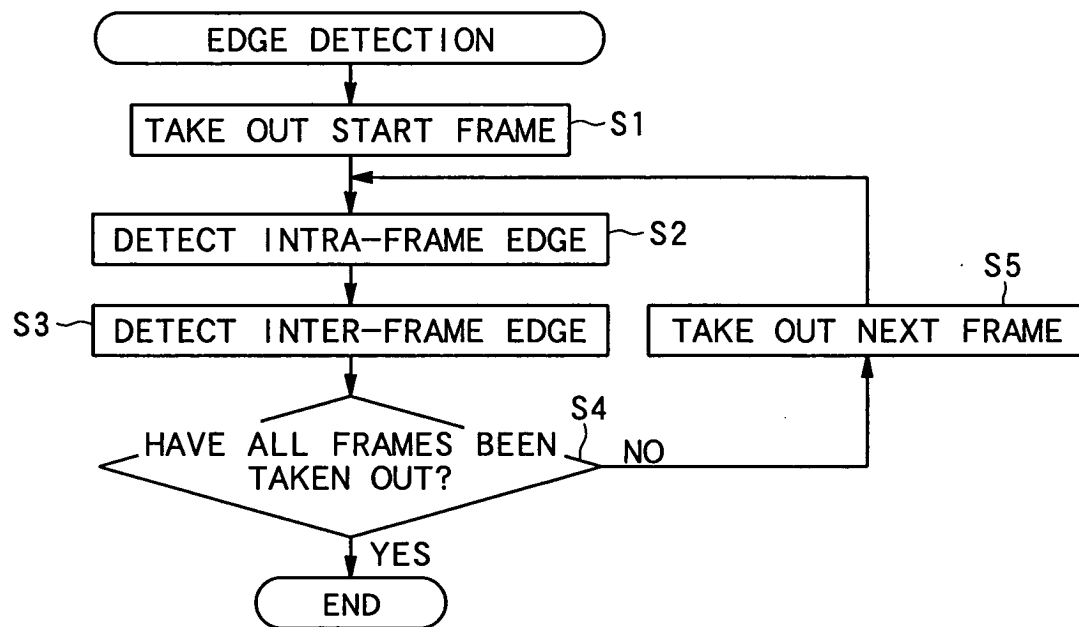 EDGE DETECTION
TAKE OUT START FRAME
S1
DETECT INTRA-FRAME EDGE
S2
S3
DETECT INTER-FRAME EDGE
S5
TAKE OUT NEXT FRAME
S4
HAVE ALL FRAMES BEEN
TAKEN OUT?
NO
YES
END